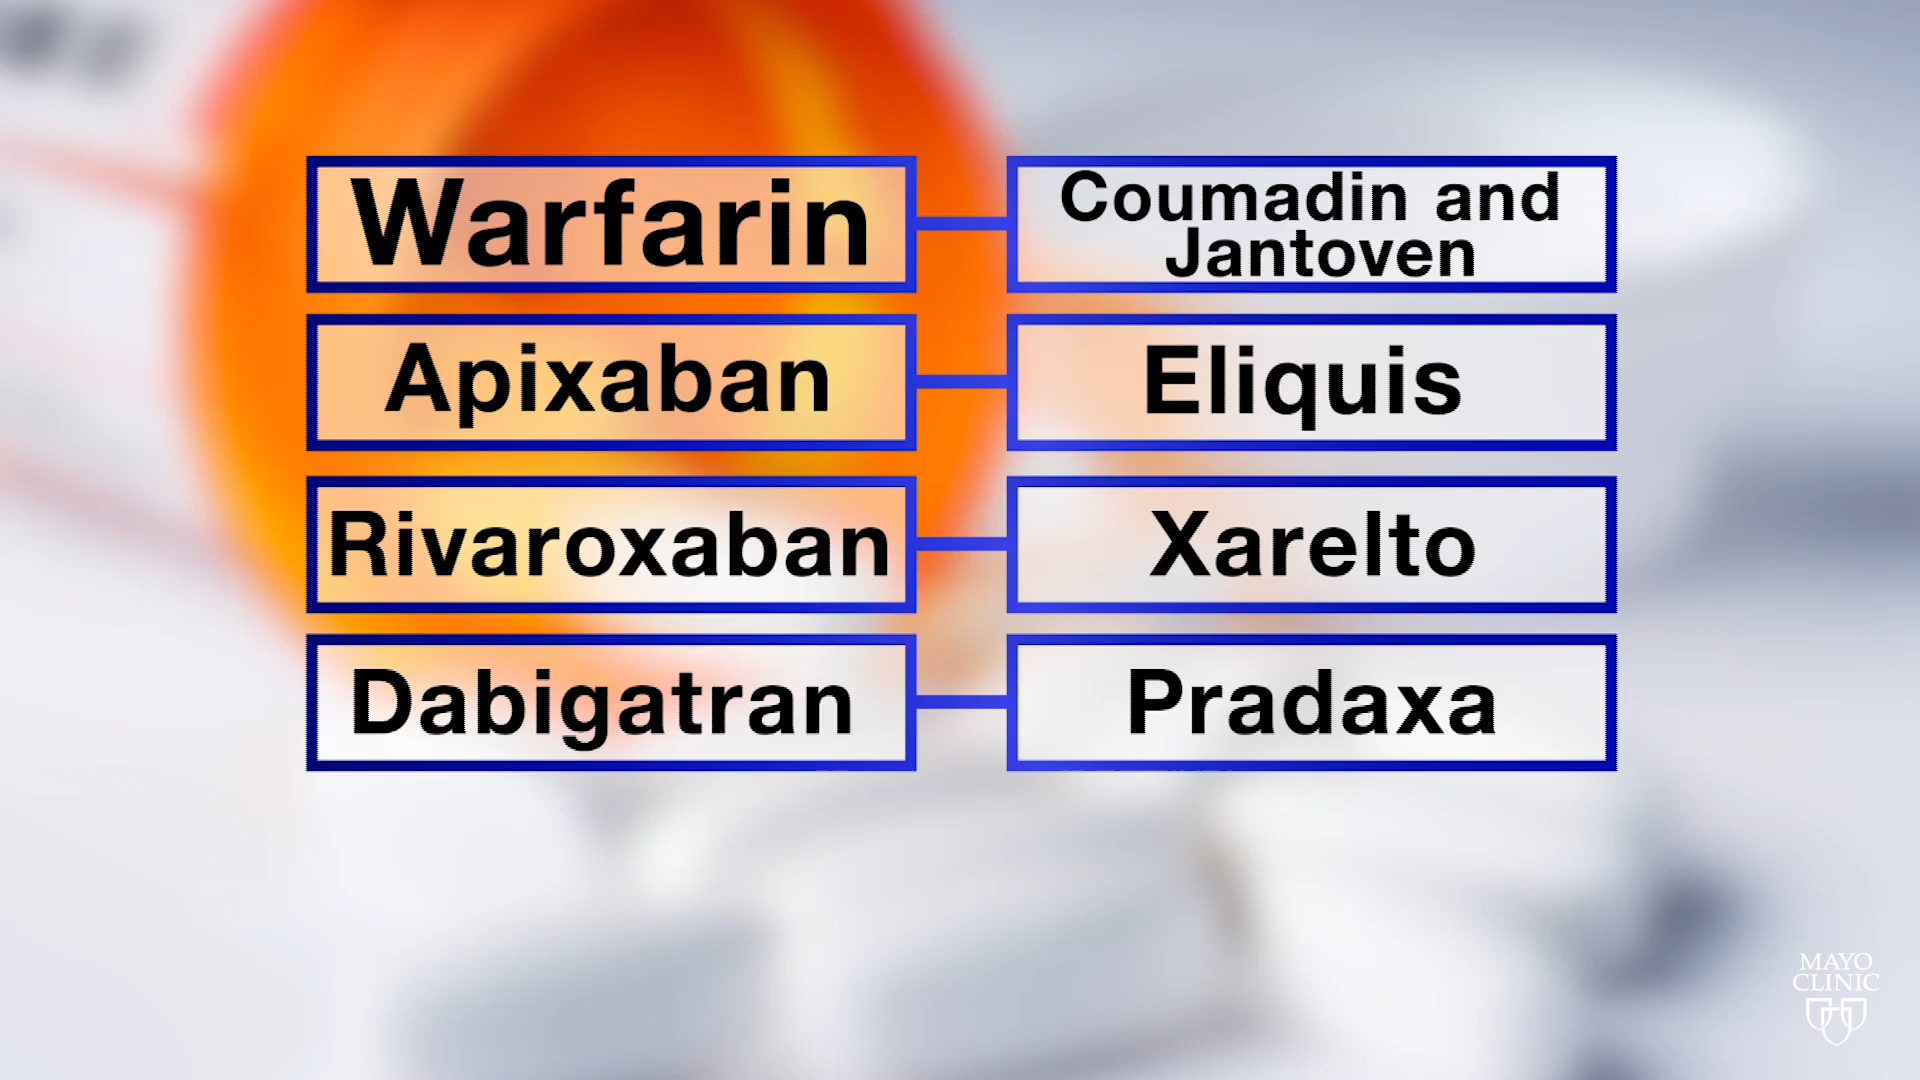 Warfarin
Coumadin and
Jantoven
Apixaban
Eliquis
Rivaroxaban
Xarelto
Dabigatran
Pradaxa
MAYO
CLINIC